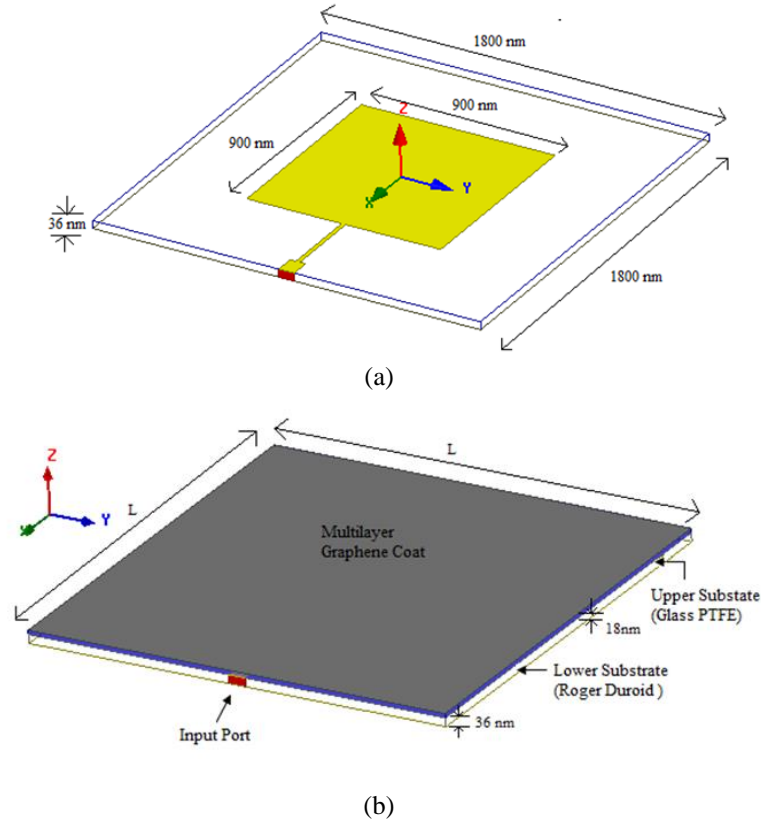 1800 nm
900 nm
Z
900 nm
X
Y
36 nm
1800 nm
(a)
Z
Y
X
L
L
Multilayer
Graphene Coat
Upper Substate
(Glass PTFE)
18nm
Lower Substrate
(Roger Duroid )
36 nm
Input Port
(b)